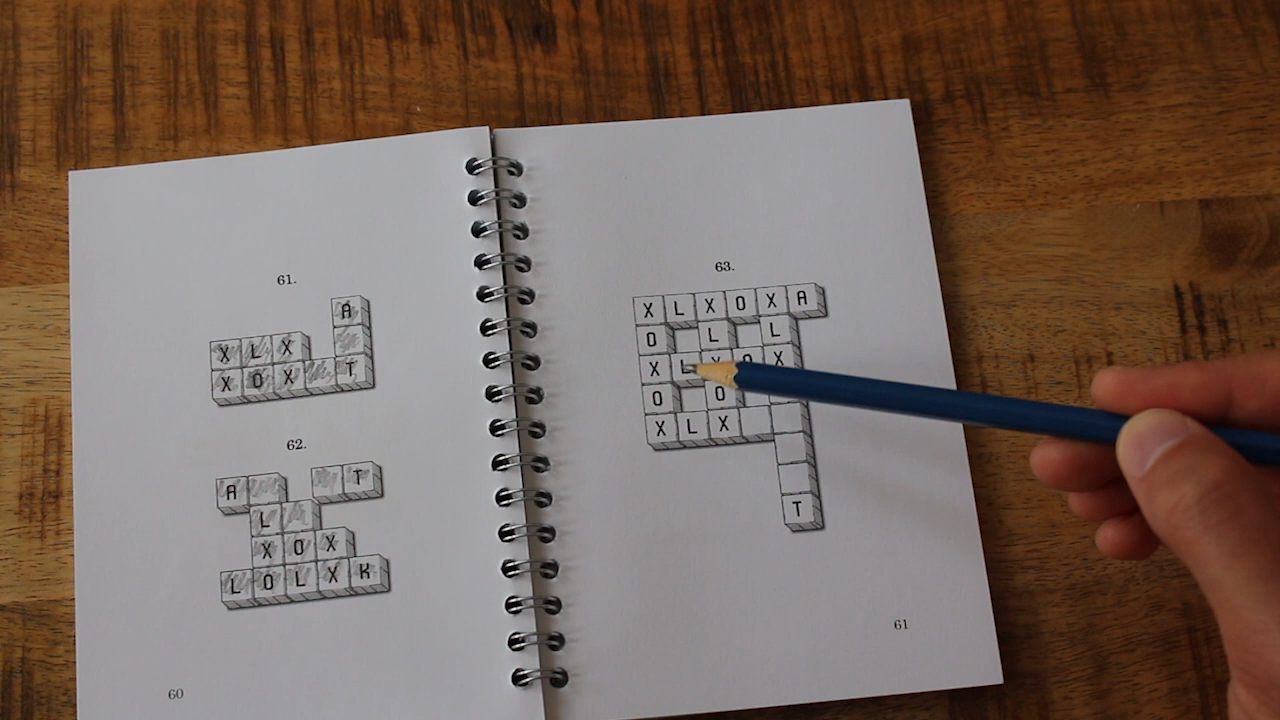 61.
A
X L X
X O X T
62.
A T
L
X O X
L O L X K
60
63.
X L X O X A
O L L
X L X O X
O O
X L X
T
61